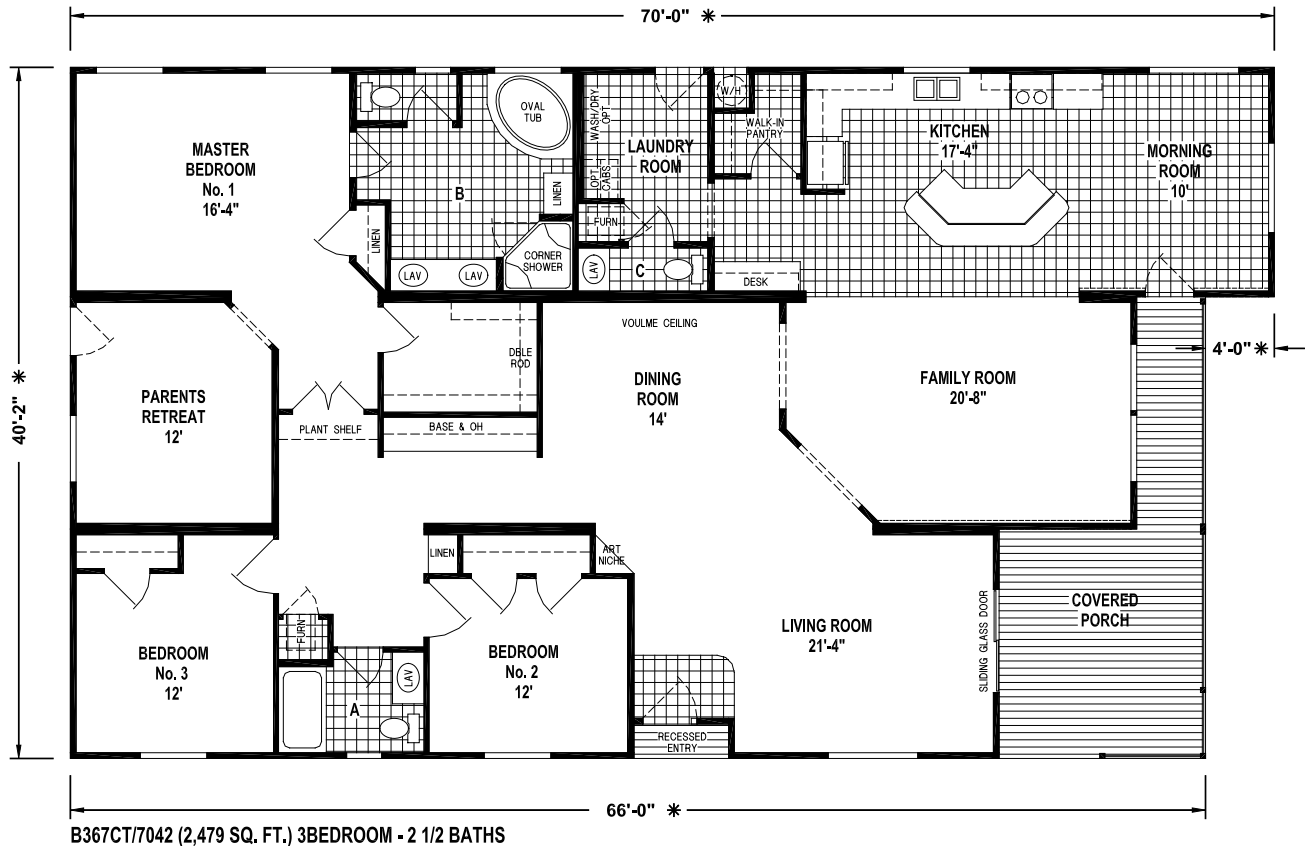 70'-0" ✳
40'-2" ✳
MASTER
BEDROOM
No. 1
16'-4"
OVAL
TUB
B
LINEN
LINEN
LAV
LAV
CORNER
SHOWER
WASH/DRY
OPT
OPT
CABS
LAUNDRY
ROOM
FURN
LAV
C
W/H
WALK-IN
PANTRY
DESK
KITCHEN
17'-4"
MORNING
ROOM
10'
4'-0" ✳
PARENTS
RETREAT
12'
PLANT SHELF
DBLE
ROD
BASE & OH
VOULME CEILING
DINING
ROOM
14'
FAMILY ROOM
20'-8"
BEDROOM
No. 3
12'
FURN
A
LAV
LINEN
BEDROOM
No. 2
12'
ART
NICHE
LIVING ROOM
21'-4"
SLIDING GLASS DOOR
COVERED
PORCH
RECESSED
ENTRY
66'-0" ✳
B367CT/7042 (2,479 SQ. FT.) 3BEDROOM - 2 1/2 BATHS